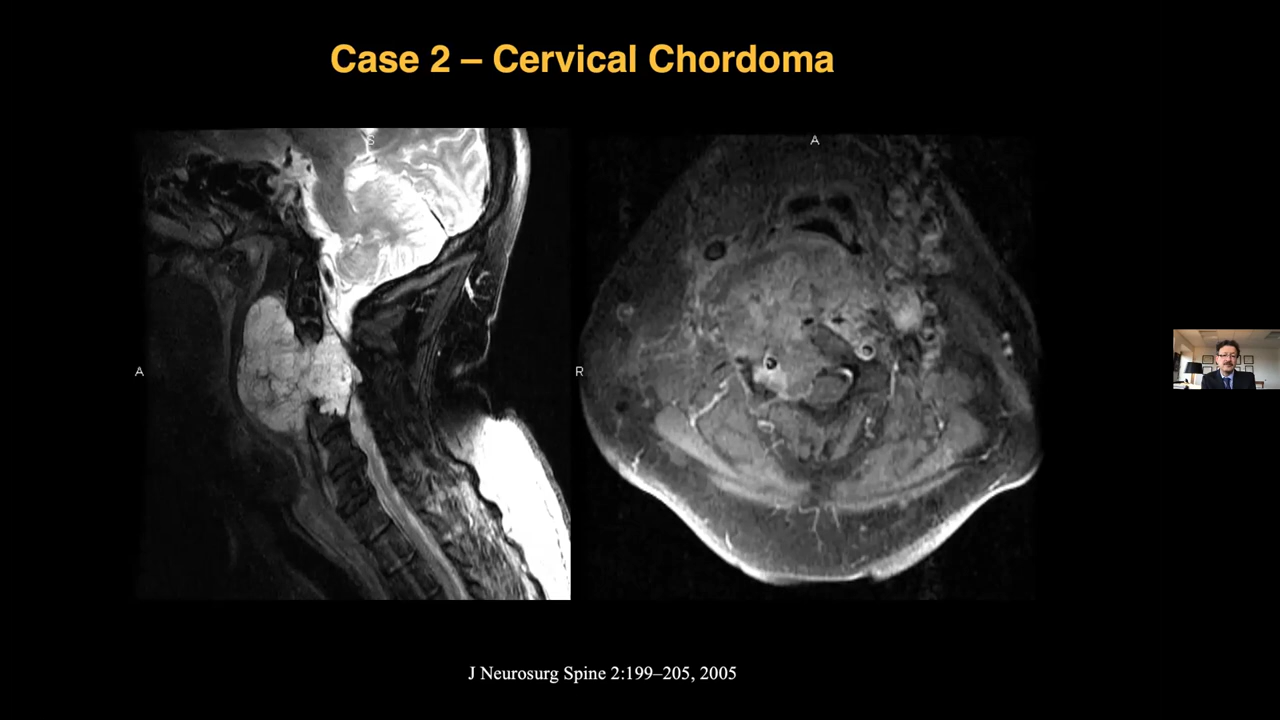 Case 2 – Cervical Chordoma
S
A
A
R
J Neurosurg Spine 2:199–205, 2005